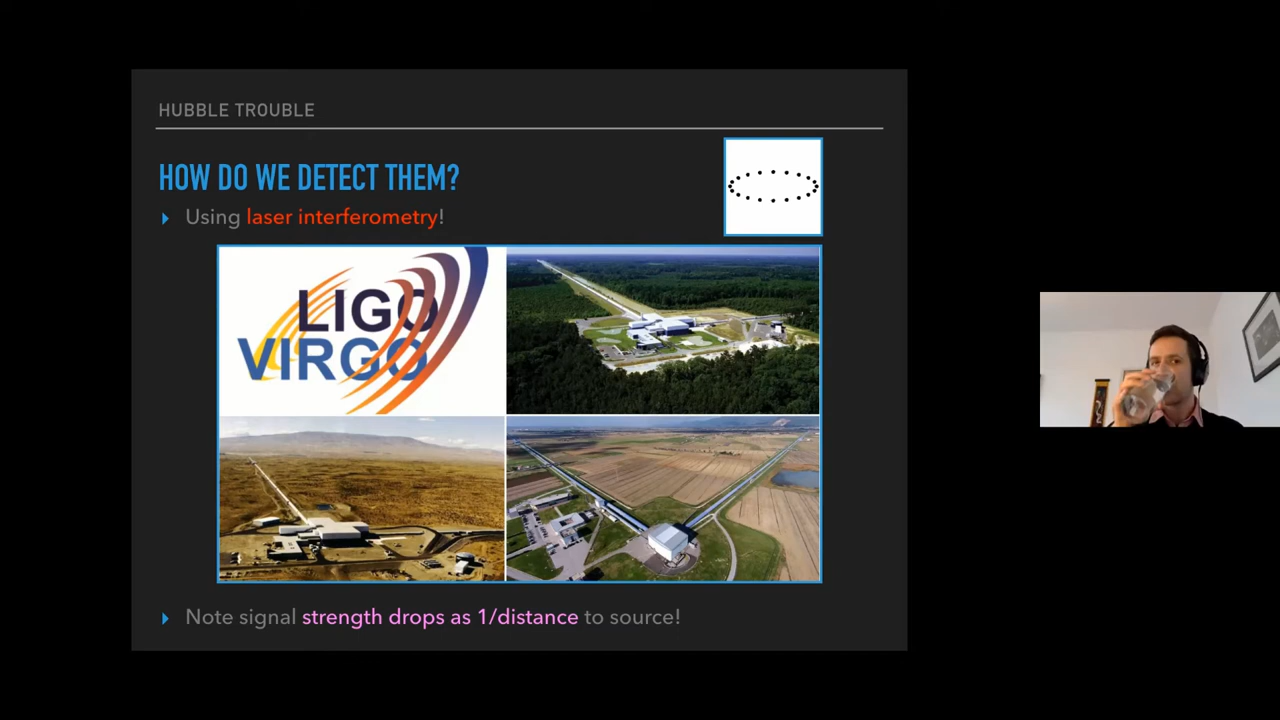 HUBBLE TROUBLE
HOW DO WE DETECT THEM?
Using laser interferometry!
LIGO
VIRGO
Note signal strength drops as 1/distance to source!